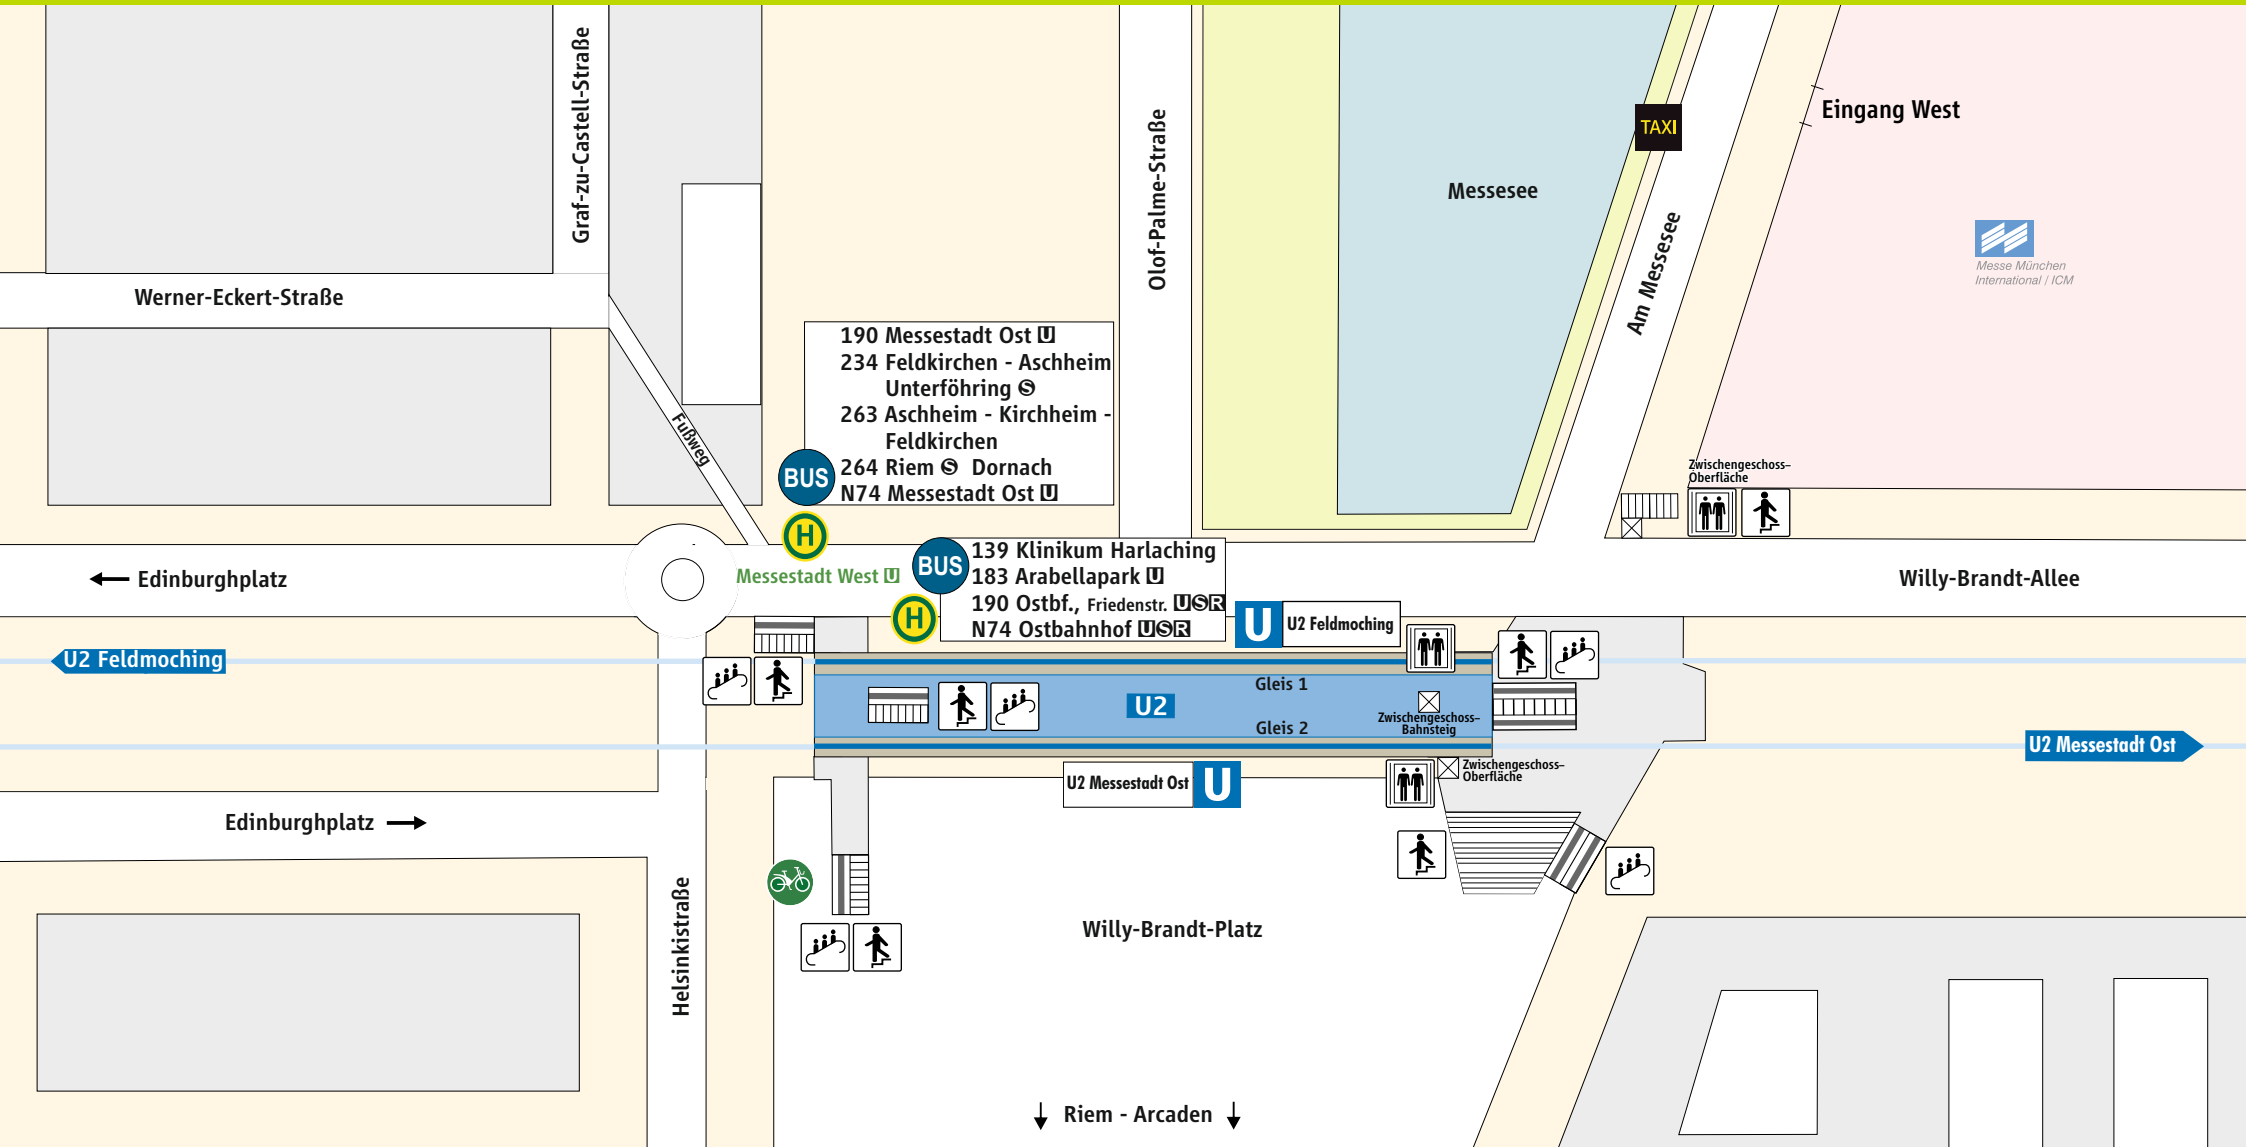 Graf-zu-Castell-Straße
Olof-Palme-Straße
Eingang West
TAXI
Messesee
Am Messesee
Messe München
International / ICM
Werner-Eckert-Straße
Fußweg
190 Messestadt Ost U
234 Feldkirchen - Aschheim
Unterföhring S
263 Aschheim - Kirchheim -
Feldkirchen
264 Riem S Dornach
N74 Messestadt Ost U
BUS
H
Zwischengeschoss-
Oberfläche
Edinburghplatz
Messestadt West U
BUS
H
139 Klinikum Harlaching
183 Arabellapark U
190 Ostbf., Friedenstr. U S R
N74 Ostbahnhof U S R
Willy-Brandt-Allee
U
U2 Feldmoching
U2 Feldmoching
Gleis 1
U2
Gleis 2
Zwischengeschoss-
Bahnsteig
U2 Messestadt Ost
U2 Messestadt Ost
U
Zwischengeschoss-
Oberfläche
Edinburghplatz
Helsinkistraße
Willy-Brandt-Platz
Riem - Arcaden